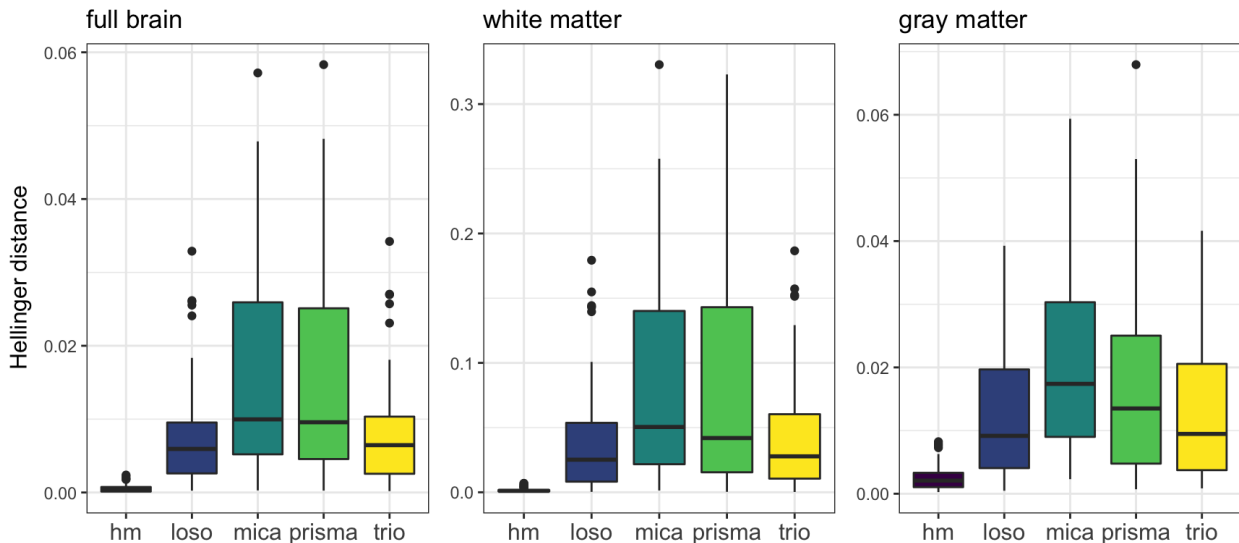 full brain
white matter
gray matter
Hellinger distance
0.06
0.04
0.02
0.00
hm loso mica prisma trio
0.3
0.2
0.1
0.0
hm loso mica prisma trio
0.06
0.04
0.02
0.00
hm loso mica prisma trio